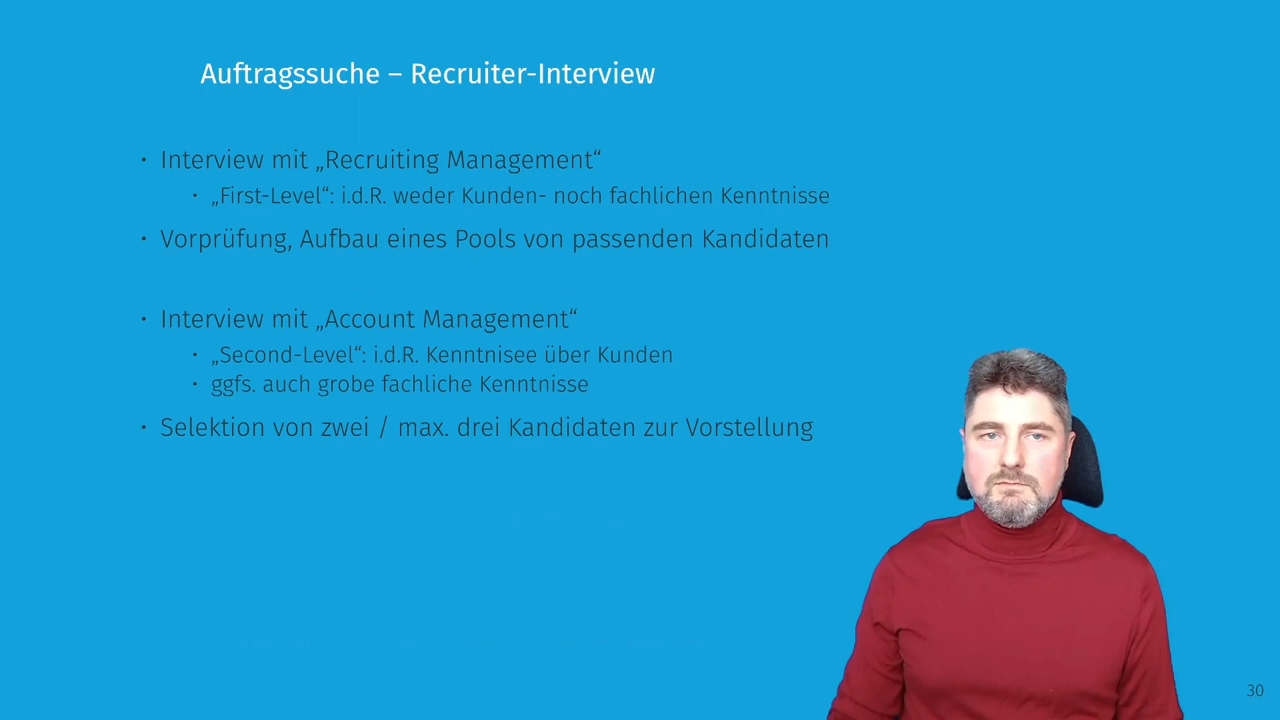 Auftragssuche – Recruiter-Interview
• Interview mit „Recruiting Management“
• „First-Level“: i.d.R. weder Kunden- noch fachlichen Kenntnisse
• Vorprüfung, Aufbau eines Pools von passenden Kandidaten
• Interview mit „Account Management“
• „Second-Level“: i.d.R. Kenntnisee über Kunden
• ggfs. auch grobe fachliche Kenntnisse
• Selektion von zwei / max. drei Kandidaten zur Vorstellung
30